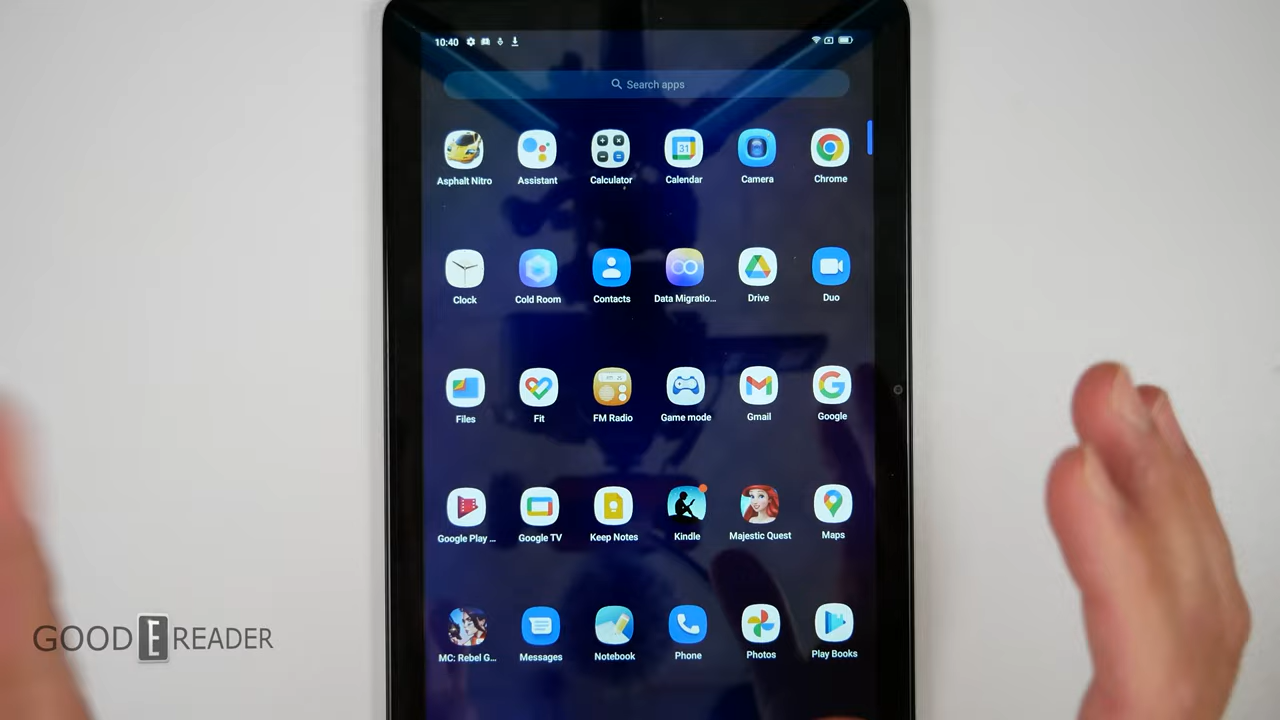 10:40
Search apps
Asphalt Nitro Assistant Calculator Calendar Camera Chrome
Clock Cold Room Contacts Data Migratio... Drive Duo
Files Fit FM Radio Game mode Gmail Google
Google Play ... Google TV Keep Notes Kindle Majestic Quest Maps
MC: Rebel G... Messages Notebook Phone Photos Play Books
31
GOOD E READER